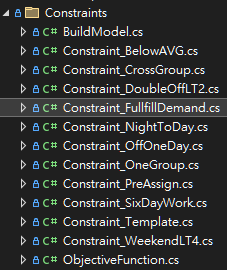 Constraints
C# BuildModel.cs
C# Constraint_BelowAVG.cs
C# Constraint_CrossGroup.cs
C# Constraint_DoubleOffLT2.cs
C# Constraint_FullfillDemand.cs
C# Constraint_NightToDay.cs
C# Constraint_OffOneDay.cs
C# Constraint_OneGroup.cs
C# Constraint_PreAssign.cs
C# Constraint_SixDayWork.cs
C# Constraint_Template.cs
C# Constraint_WeekendLT4.cs
C# ObjectiveFunction.cs